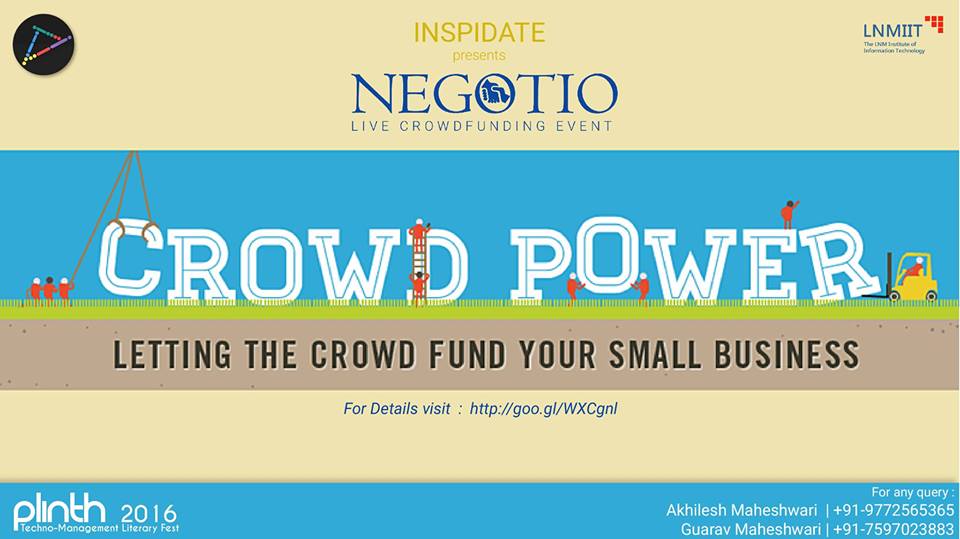 INSPIDATE
presents
NEGOTIO
LIVE CROWDFUNDING EVENT
LNMIIT
The LNM Institute of
Information Technology
CROWD POWER
LETTING THE CROWD FUND YOUR SMALL BUSINESS
For Details visit : http://goo.gl/WXCgnl
plinth 2016
Techno-Management Literary Fest
For any query :
Akhilesh Maheshwari | +91-9772565365
Guarav Maheshwari | +91-7597023883